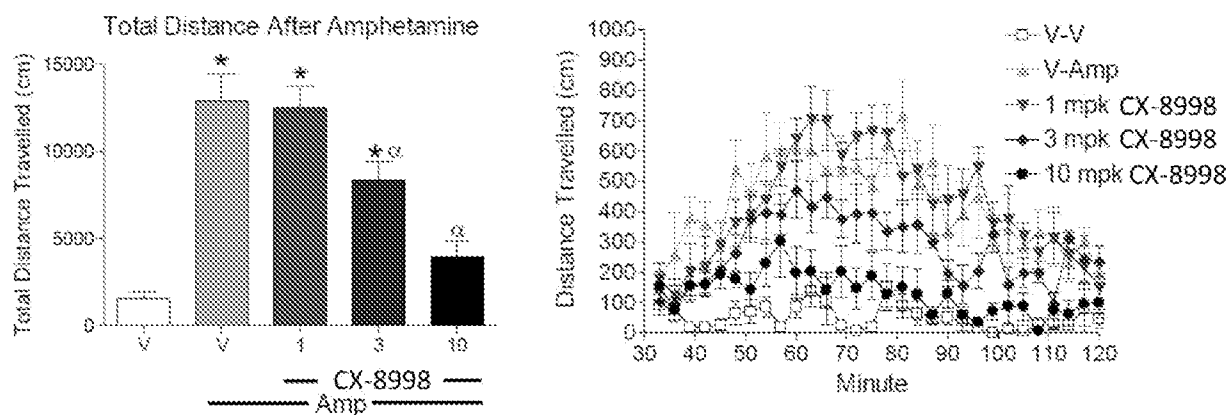 Total Distance After Amphetamine
Total Distance Travelled (cm)
15000
10000
5000
0
* * * α α
V V 1 3 10
CX-8998
Amp
Distance Travelled (cm)
1000
900
800
700
600
500
400
300
200
100
0
30 40 50 60 70 80 90 100 110 120
Minute
V-V
V-Amp
1 mpk CX-8998
3 mpk CX-8998
10 mpk CX-8998